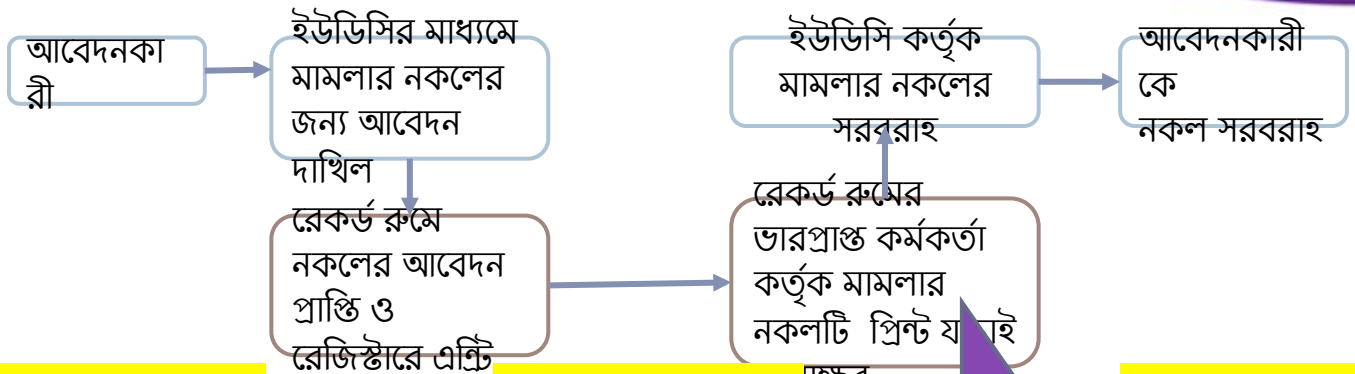 আবেদনকা
রী
ইউডিসির মাধ্যমে
মামলার নকলের
জন্য আবেদন
দাখিল
রেকর্ড রুমে
নকলের আবেদন
প্রাপ্তি ও
রেজিস্টারে এন্ট্রি
রেকর্ড রুমের
ভারপ্রাপ্ত কর্মকর্তা
কর্তৃক মামলার
নকলটি প্রিন্ট
ইউডিসি কর্তৃক
মামলার নকলের
সরবরাহ
আবেদনকারী
কে
নকল সরবরাহ